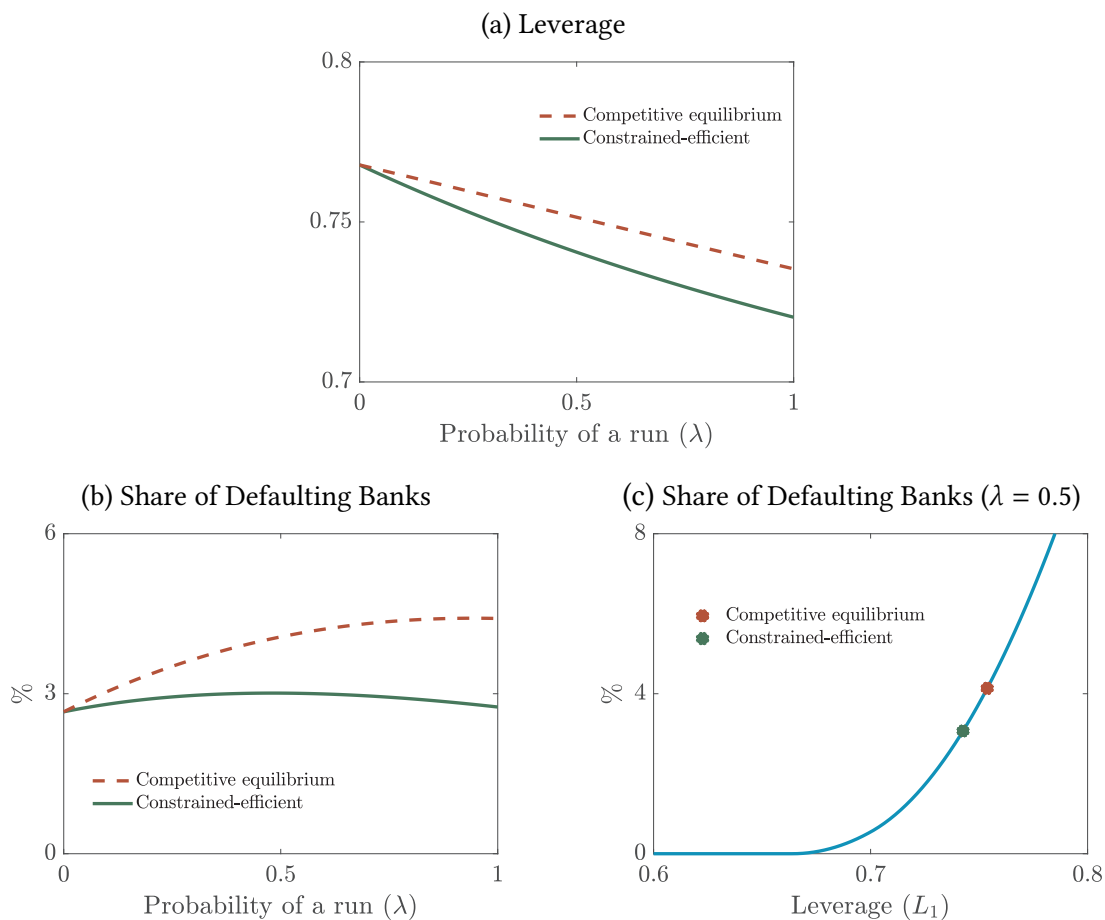 (a) Leverage
0.8
Competitive equilibrium
Constrained-efficient
0.75
0.7
0
0.5
1
Probability of a run (λ)
(b) Share of Defaulting Banks
6
%
3
Competitive equilibrium
Constrained-efficient
0
0
0.5
1
Probability of a run (λ)
(c) Share of Defaulting Banks (λ = 0.5)
8
Competitive equilibrium
Constrained-efficient
%
4
0
0.6
0.7
0.8
Leverage (L₁)